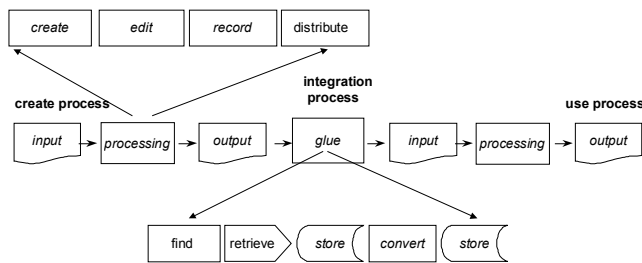 create edit record distribute
integration
process
create process
use process
input processing output glue input processing output
find retrieve store convert store